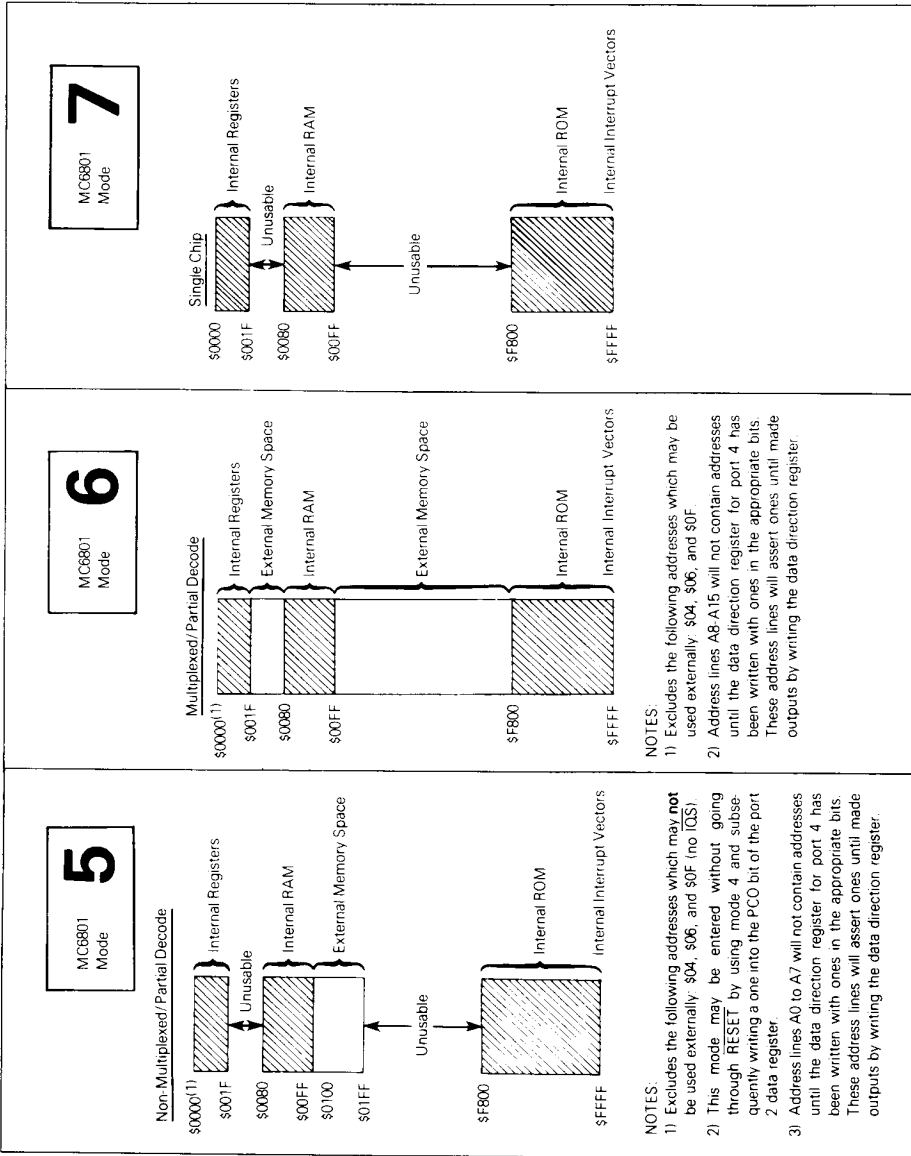 MC6801
Mode
5
Non-Multiplexed/Partial Decode
$0000(1)
$001F
$0080
$00FF
$0100
$01FF
$F800
$FFFF
Internal Registers
Unusable
Internal RAM
External Memory Space
Unusable
Internal ROM
Internal Interrupt Vectors
NOTES:
1) Excludes the following addresses which may not
be used externally: $04, $06, and $0F (no IOS).
2) This mode may be entered without going
through RESET by using mode 4 and subse-
quently writing a one into the PCO bit of the port
2 data register.
3) Address lines A0 to A7 will not contain addresses
until the data direction register for port 4 has
been written with ones in the appropriate bits.
These address lines will assert ones until made
outputs by writing the data direction register.
MC6801
Mode
6
Multiplexed/Partial Decode
$0000(1)
$001F
$0080
$00FF
$F800
$FFFF
Internal Registers
External Memory Space
Internal RAM
External Memory Space
Internal ROM
Internal Interrupt Vectors
NOTES:
1) Excludes the following addresses which may be
used externally: $04, $06, and $0F.
2) Address lines A8-A15 will not contain addresses
until the data direction register for port 4 has
been written with ones in the appropriate bits.
These address lines will assert ones until made
outputs by writing the data direction register
MC6801
Mode
7
Single Chip
$0000
$001F
$0080
$00FF
$F800
$FFFF
Internal Registers
Unusable
Internal RAM
Unusable
Internal ROM
Internal Interrupt Vectors